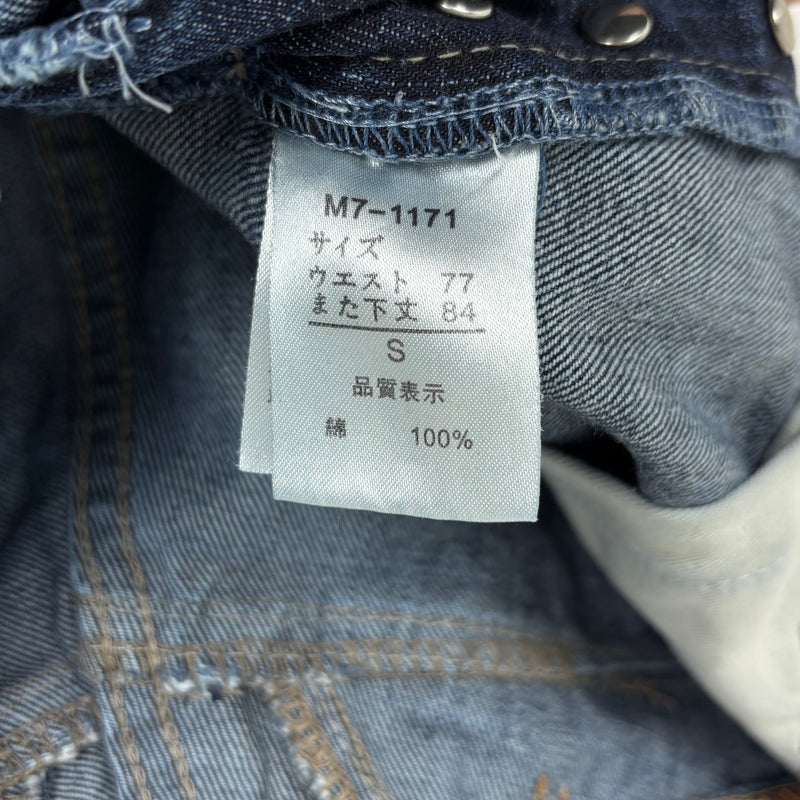 M7-1171
サイズ
ウエスト 77
また下丈 84
S
品質表示
綿 100%